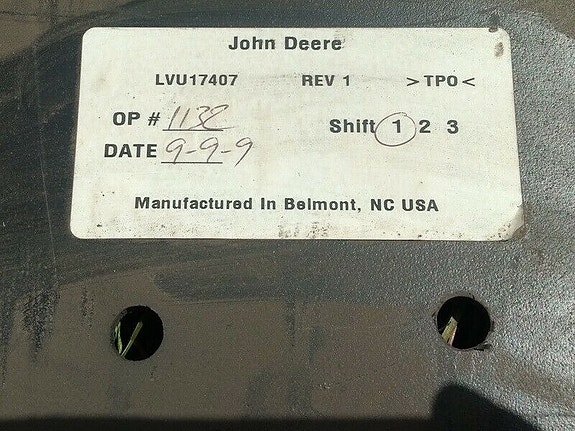 John Deere
LVU17407 REV 1 >TPO<
OP # 1132 Shift 1 2 3
DATE 9-9-9
Manufactured In Belmont, NC USA